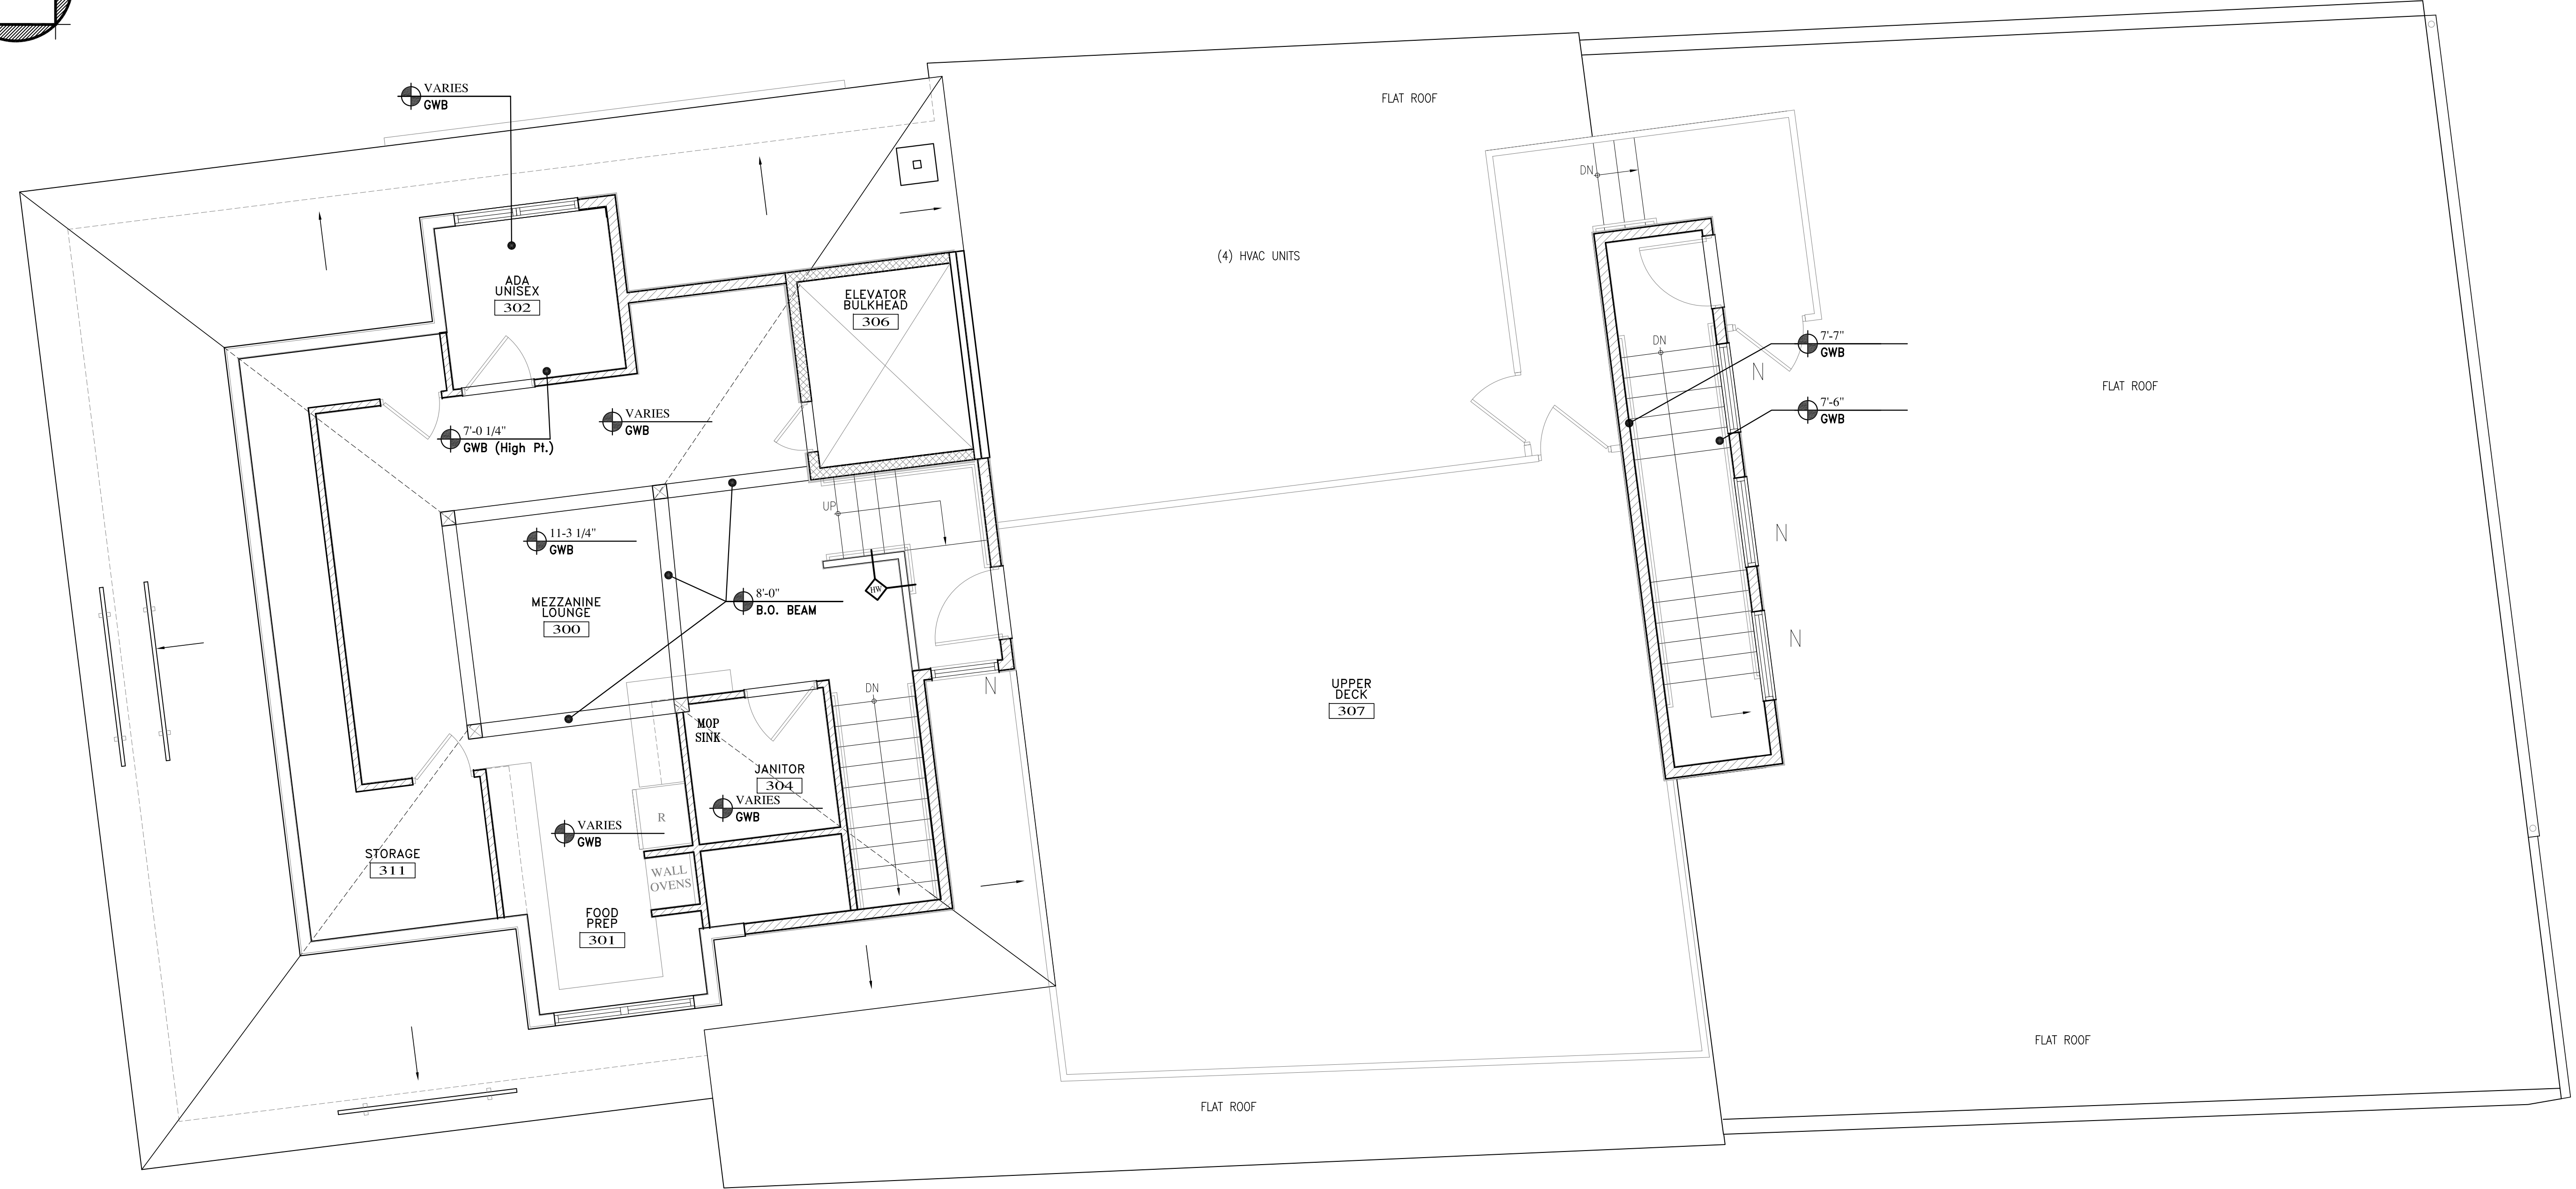 VARIES
GWB
FLAT ROOF
DN
ADA
UNISEX
302
(4) HVAC UNITS
ELEVATOR
BULKHEAD
306
7'-7"
GWB
DN
N
FLAT ROOF
7'-6"
GWB
VARIES
GWB
7'-0 1/4"
GWB (High Pt.)
UP
11-3 1/4"
GWB
N
HW
8'-0"
B.O. BEAM
MEZZANINE
LOUNGE
300
N
DN
N
UPPER
DECK
307
MOP
SINK
JANITOR
304
VARIES
GWB
R
VARIES
GWB
STORAGE
311
WALL
OVENS
FOOD
PREP
301
FLAT ROOF
FLAT ROOF